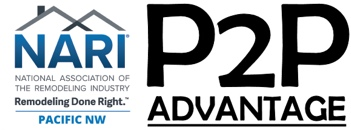 NARI®
NATIONAL ASSOCIATION OF
THE REMODELING INDUSTRY
Remodeling Done Right.™
PACIFIC NW
P2P
ADVANTAGE